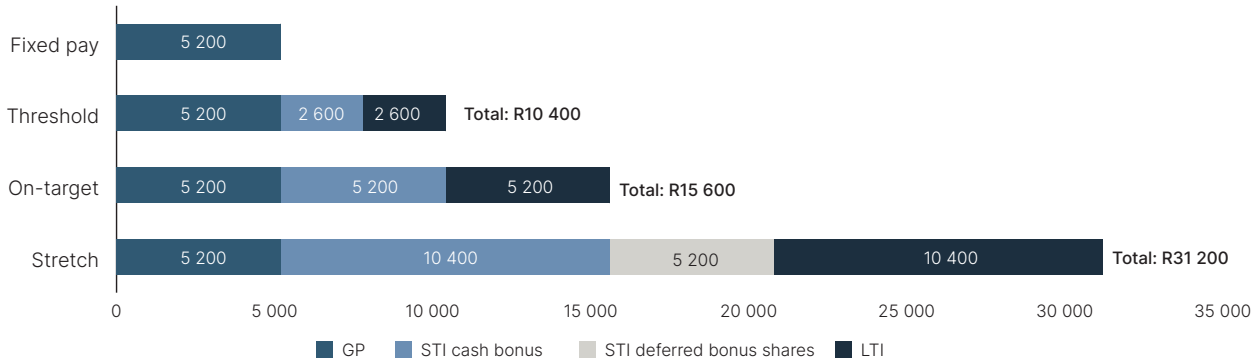 Fixed pay 5 200
Threshold 5 200 2 600 2 600 Total: R10 400
On-target 5 200 5 200 5 200 Total: R15 600
Stretch 5 200 10 400 5 200 10 400 Total: R31 200
0 5 000 10 000 15 000 20 000 25 000 30 000 35 000
GP STI cash bonus STI deferred bonus shares LTI